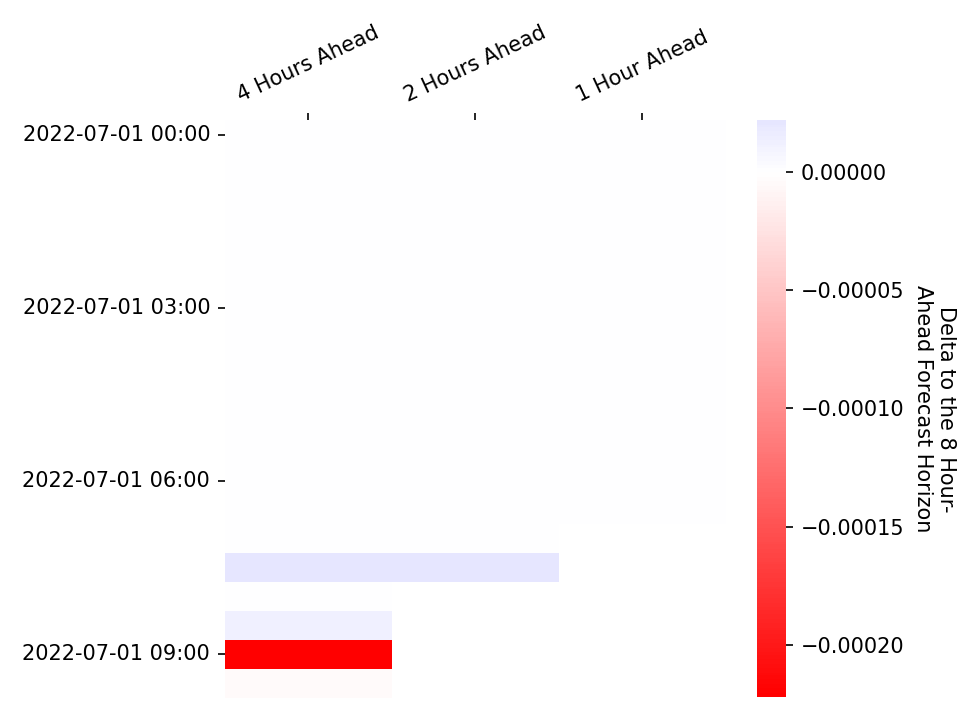 4 Hours Ahead
2 Hours Ahead
1 Hour Ahead
2022-07-01 00:00
2022-07-01 03:00
2022-07-01 06:00
2022-07-01 09:00
0.00000
−0.00005
−0.00010
−0.00015
−0.00020
Delta to the 8 Hour-
Ahead Forecast Horizon